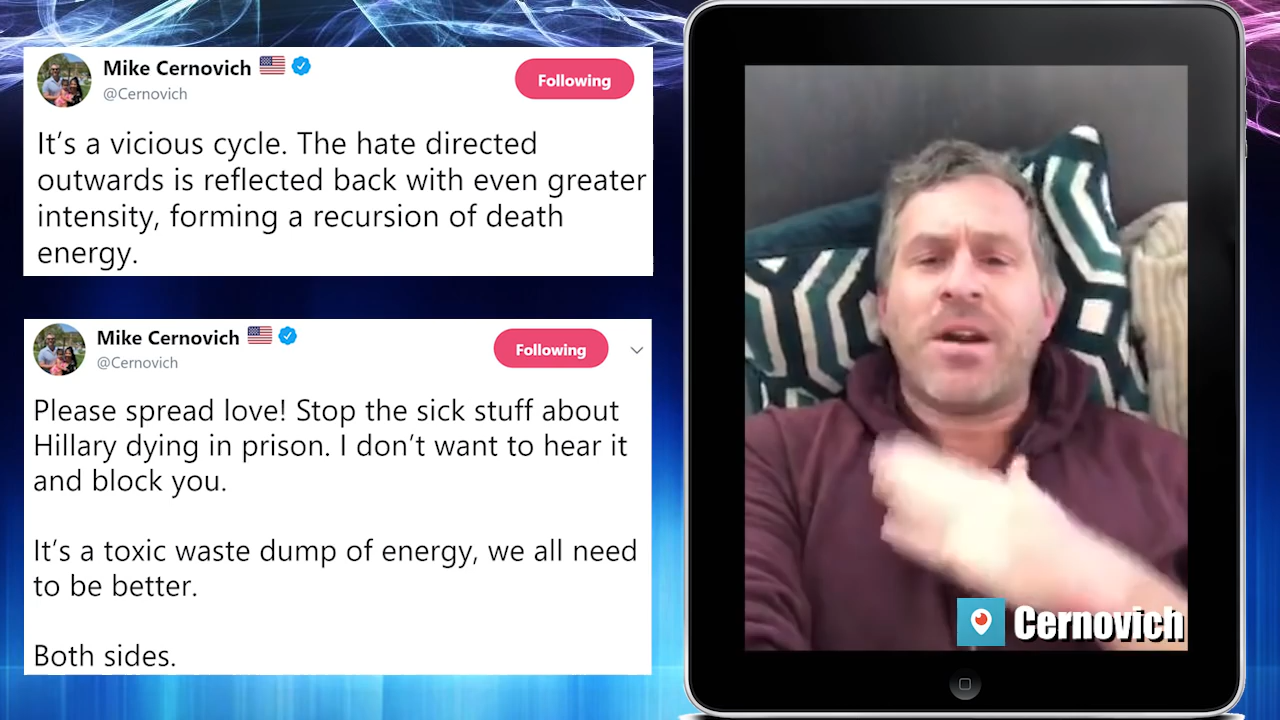 Mike Cernovich
@Cernovich
Following
It’s a vicious cycle. The hate directed
outwards is reflected back with even greater
intensity, forming a recursion of death
energy.
Mike Cernovich
@Cernovich
Following
Please spread love! Stop the sick stuff about
Hillary dying in prison. I don’t want to hear it
and block you.
It’s a toxic waste dump of energy, we all need
to be better.
Both sides.
Cernovich